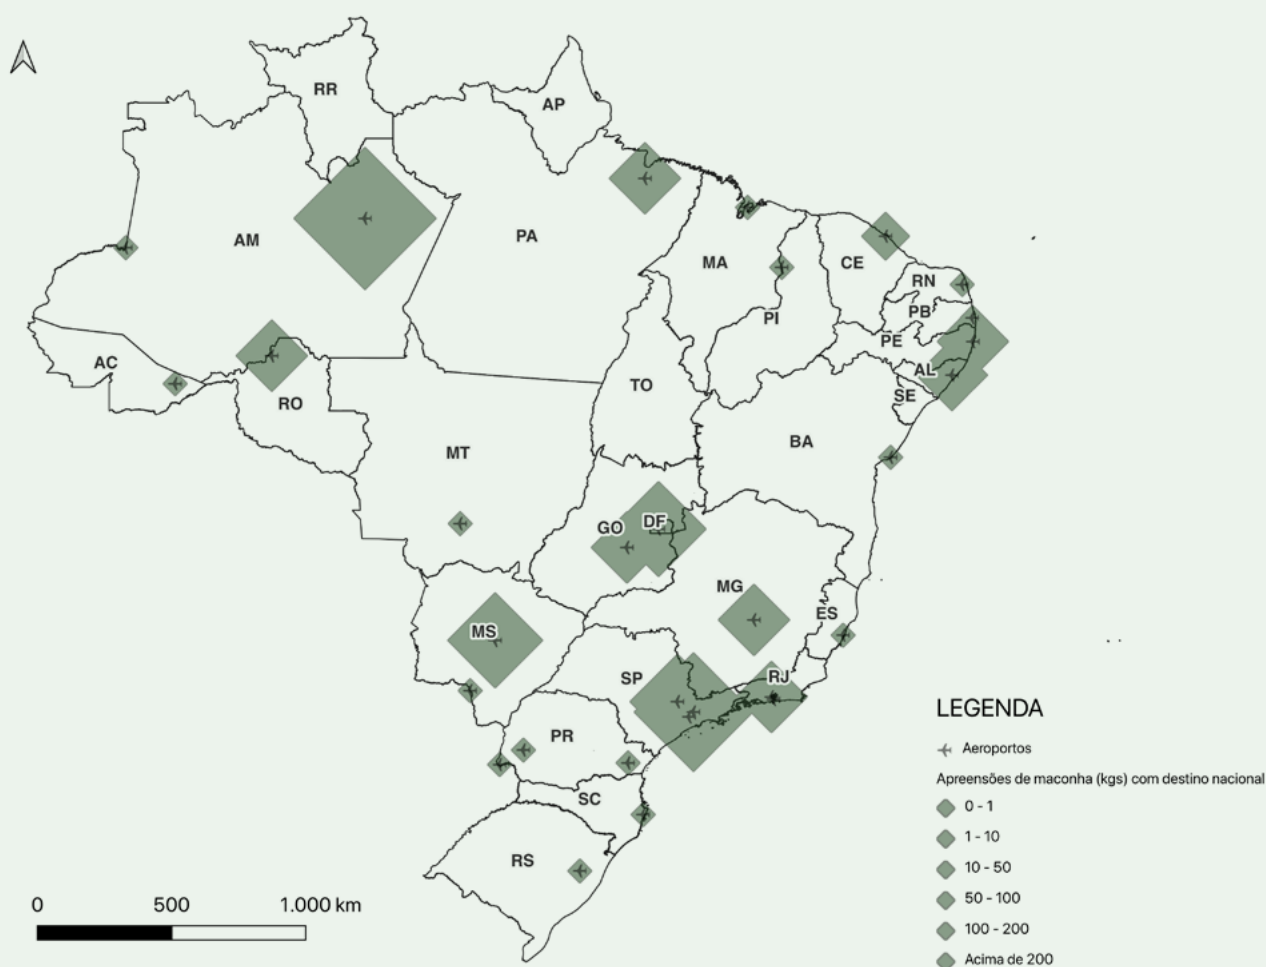 RR
AP
AM
PA
MA
CE
RN
PB
PI
PE
AC
AL
TO
SE
RO
BA
MT
GO
DF
MG
ES
MS
RJ
SP
PR
SC
RS
LEGENDA
Aeroportos
Apreensões de maconha (kgs) com destino nacional
0 - 1
1 - 10
10 - 50
50 - 100
100 - 200
Acima de 200
0 500 1.000 km